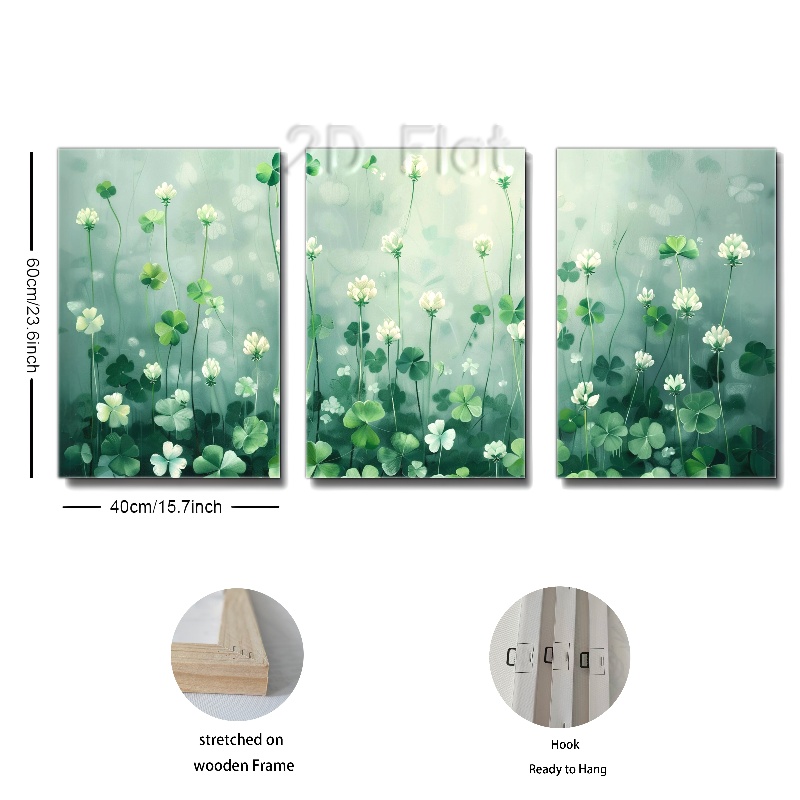 2D Flat
60cm/23.6inch
40cm/15.7inch
stretched on
wooden Frame
Hook
Ready to Hang